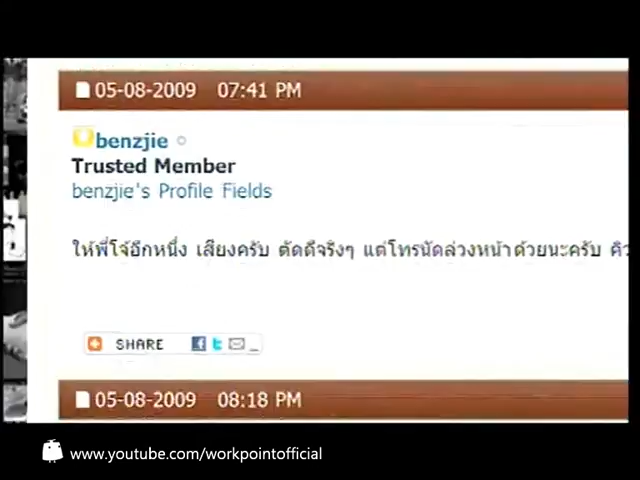 05-08-2009 07:41 PM
benzjie
Trusted Member
benzjie's Profile Fields
ให้พี่โจ้อีกหนึ่ง เสียงครับ ตัดดีจริงๆ แต่โทรนัดล่วงหน้าด้วยนะครับ
SHARE
05-08-2009 08:18 PM
www.youtube.com/workpointofficial